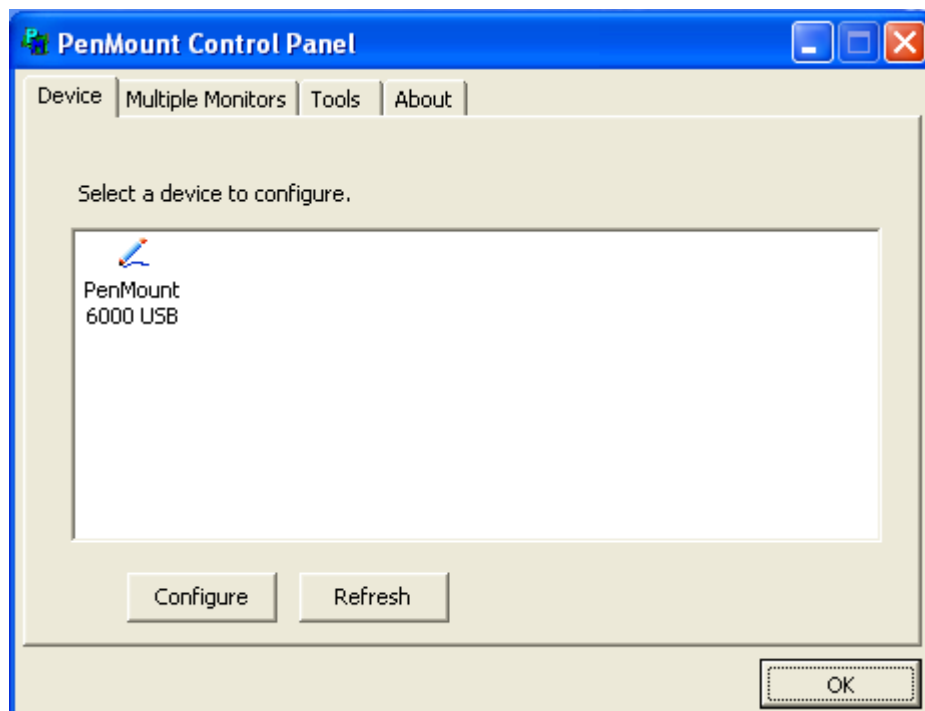 PenMount Control Panel
Device Multiple Monitors Tools About
Select a device to configure.
PenMount
6000 USB
Configure Refresh
OK